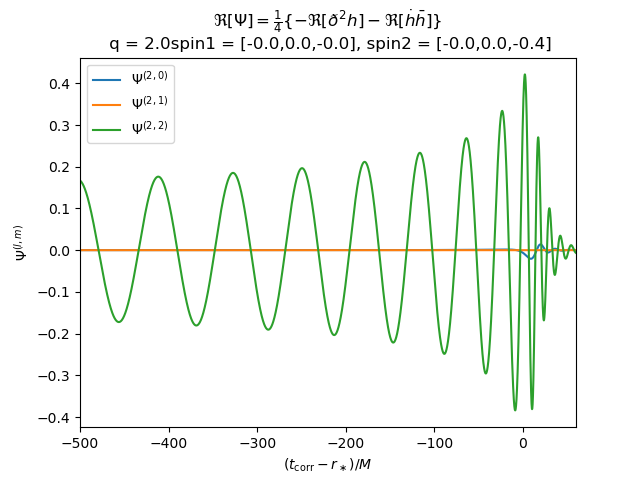 ℜ[Ψ] = 1/4{−ℜ[ð²h] − ℜ[ḣh̄]}
q = 2.0spin1 = [-0.0,0.0,-0.0], spin2 = [-0.0,0.0,-0.4]
Ψ^(2,0)
Ψ^(2,1)
Ψ^(2,2)
Ψ^(l,m)
0.4
0.3
0.2
0.1
0.0
−0.1
−0.2
−0.3
−0.4
−500 −400 −300 −200 −100 0
(t_corr − r_*)/M